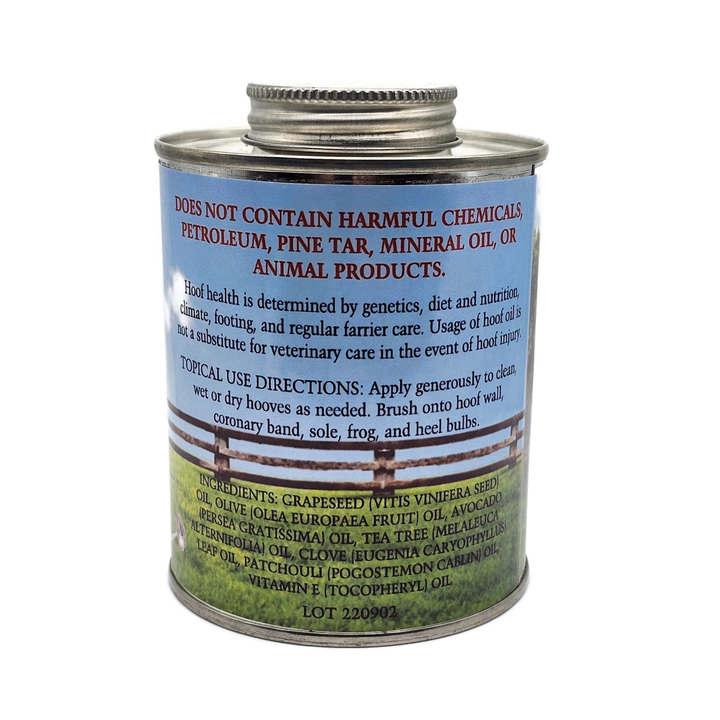 DOES NOT CONTAIN HARMFUL CHEMICALS,
PETROLEUM, PINE TAR, MINERAL OIL, OR
ANIMAL PRODUCTS.
Hoof health is determined by genetics, diet and nutrition,
climate, footing, and regular farrier care. Usage of hoof oil is
not a substitute for veterinary care in the event of hoof injury.
TOPICAL USE DIRECTIONS: Apply generously to clean,
wet or dry hooves as needed. Brush onto hoof wall,
coronary band, sole, frog, and heel bulbs.
INGREDIENTS: GRAPESEED (VITIS VINIFERA SEED)
OIL, OLIVE (OLEA EUROPAEA FRUIT) OIL, AVOCADO
(PERSEA GRATISSIMA) OIL, TEA TREE (MELALEUCA
ALTERNIFOLIA) OIL, CLOVE (EUGENIA CARYOPHYLLUS)
LEAF OIL, PATCHOULI (POGOSTEMON CABLIN) OIL,
VITAMIN E (TOCOPHERYL) OIL
LOT 220902